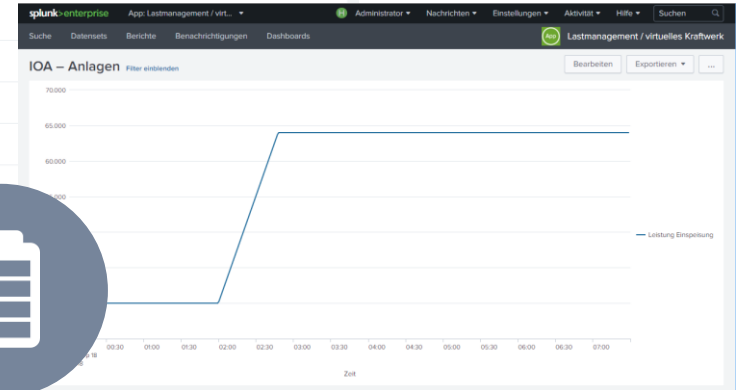 splunk>enterprise App: Lastmanagement / virt... H Administrator Nachrichten Einstellungen Aktivität Hilfe Suchen
Suche Datensets Berichte Benachrichtigungen Dashboards App Lastmanagement / virtuelles Kraftwerk
IOA – Anlagen Filter einblenden Bearbeiten Exportieren ...
70.000
65.000
60.000
Leistung Einspeisung
00:30 01:00 01:30 02:00 02:30 03:00 03:30 04:00 04:30 05:00 05:30 06:00 06:30 07:00
18
Zeit